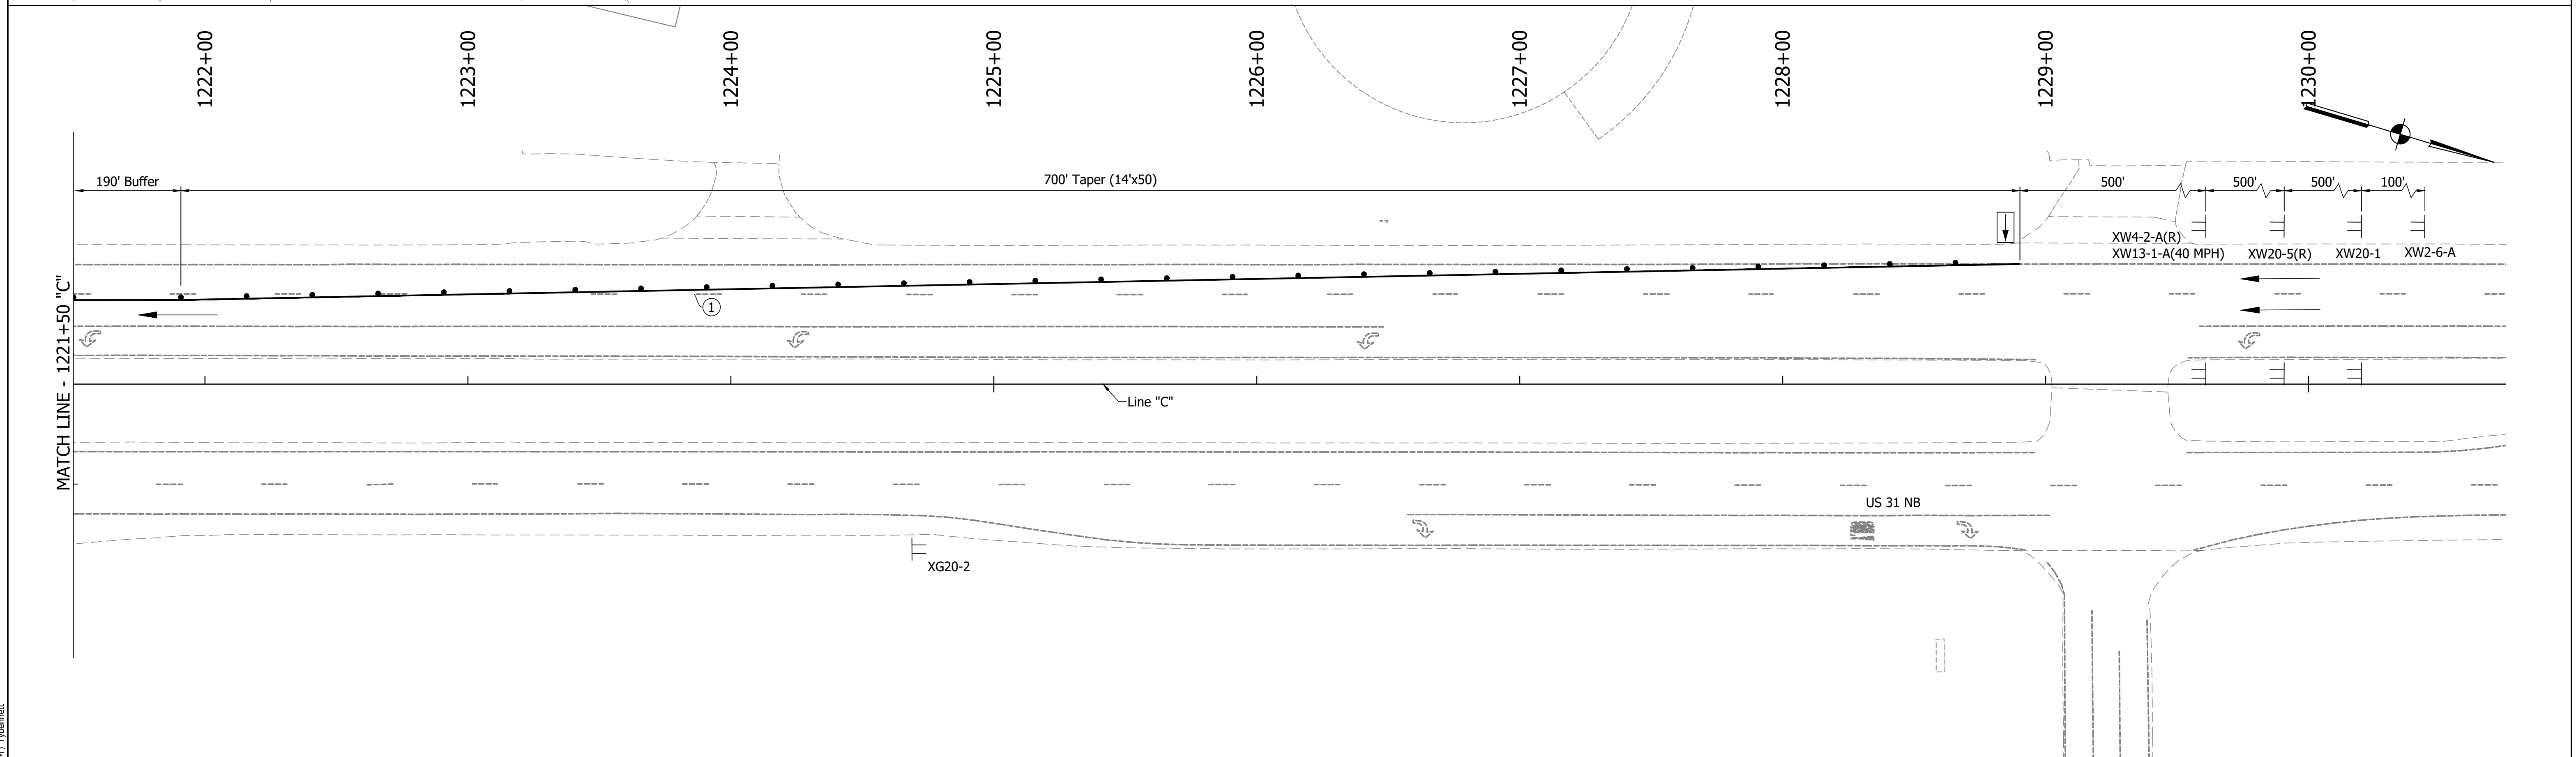 1222+00
1223+00
1224+00
1225+00
1226+00
1227+00
1228+00
1229+00
1230+00
190' Buffer
700' Taper (14'x50)
500'
500'
500'
100'
XW4-2-A(R)
XW13-1-A(40 MPH)
XW20-5(R)
XW20-1
XW2-6-A
1
MATCH LINE - 1221+50 "C"
Line "C"
US 31 NB
XG20-2